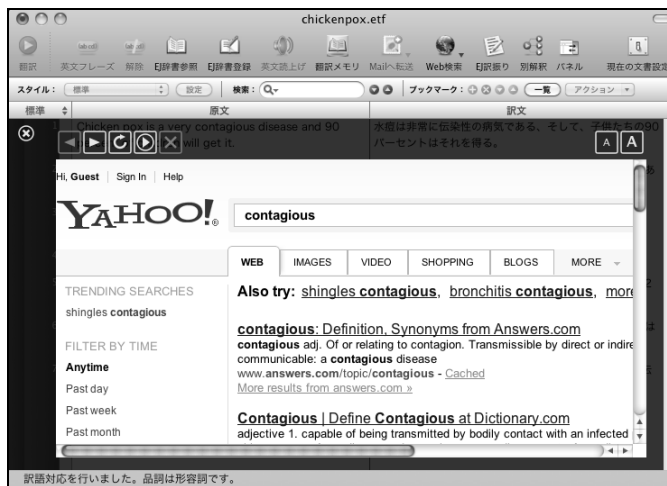 chickenpox.etf
翻訳 英文フレーズ 解除 EJ辞書参照 EJ辞書登録 英文読上げ 翻訳メモリ Mailへ転送 Web検索 EJ訳振り 別解釈 パネル 現在の文書設定
スタイル： 標準 設定 検索： ブックマーク： 一覧 アクション
標準 原文 訳文
Chicken pox is a very contagious disease and 90 水疱は非常に伝染性の病気である、そして、子供たちの90
will get it. パーセントはそれを得る。
A A
Hi, Guest Sign In Help
YAHOO!® contagious
WEB IMAGES VIDEO SHOPPING BLOGS MORE
TRENDING SEARCHES
shingles contagious
FILTER BY TIME
Anytime
Past day
Past week
Past month
Also try: shingles contagious, bronchitis contagious, more
contagious: Definition, Synonyms from Answers.com
contagious adj. Of or relating to contagion. Transmissible by direct or indire
communicable: a contagious disease
www.answers.com/topic/contagious - Cached
More results from answers.com »
Contagious | Define Contagious at Dictionary.com
adjective 1. capable of being transmitted by bodily contact with an infected
訳語対応を行いました。品詞は形容詞です。